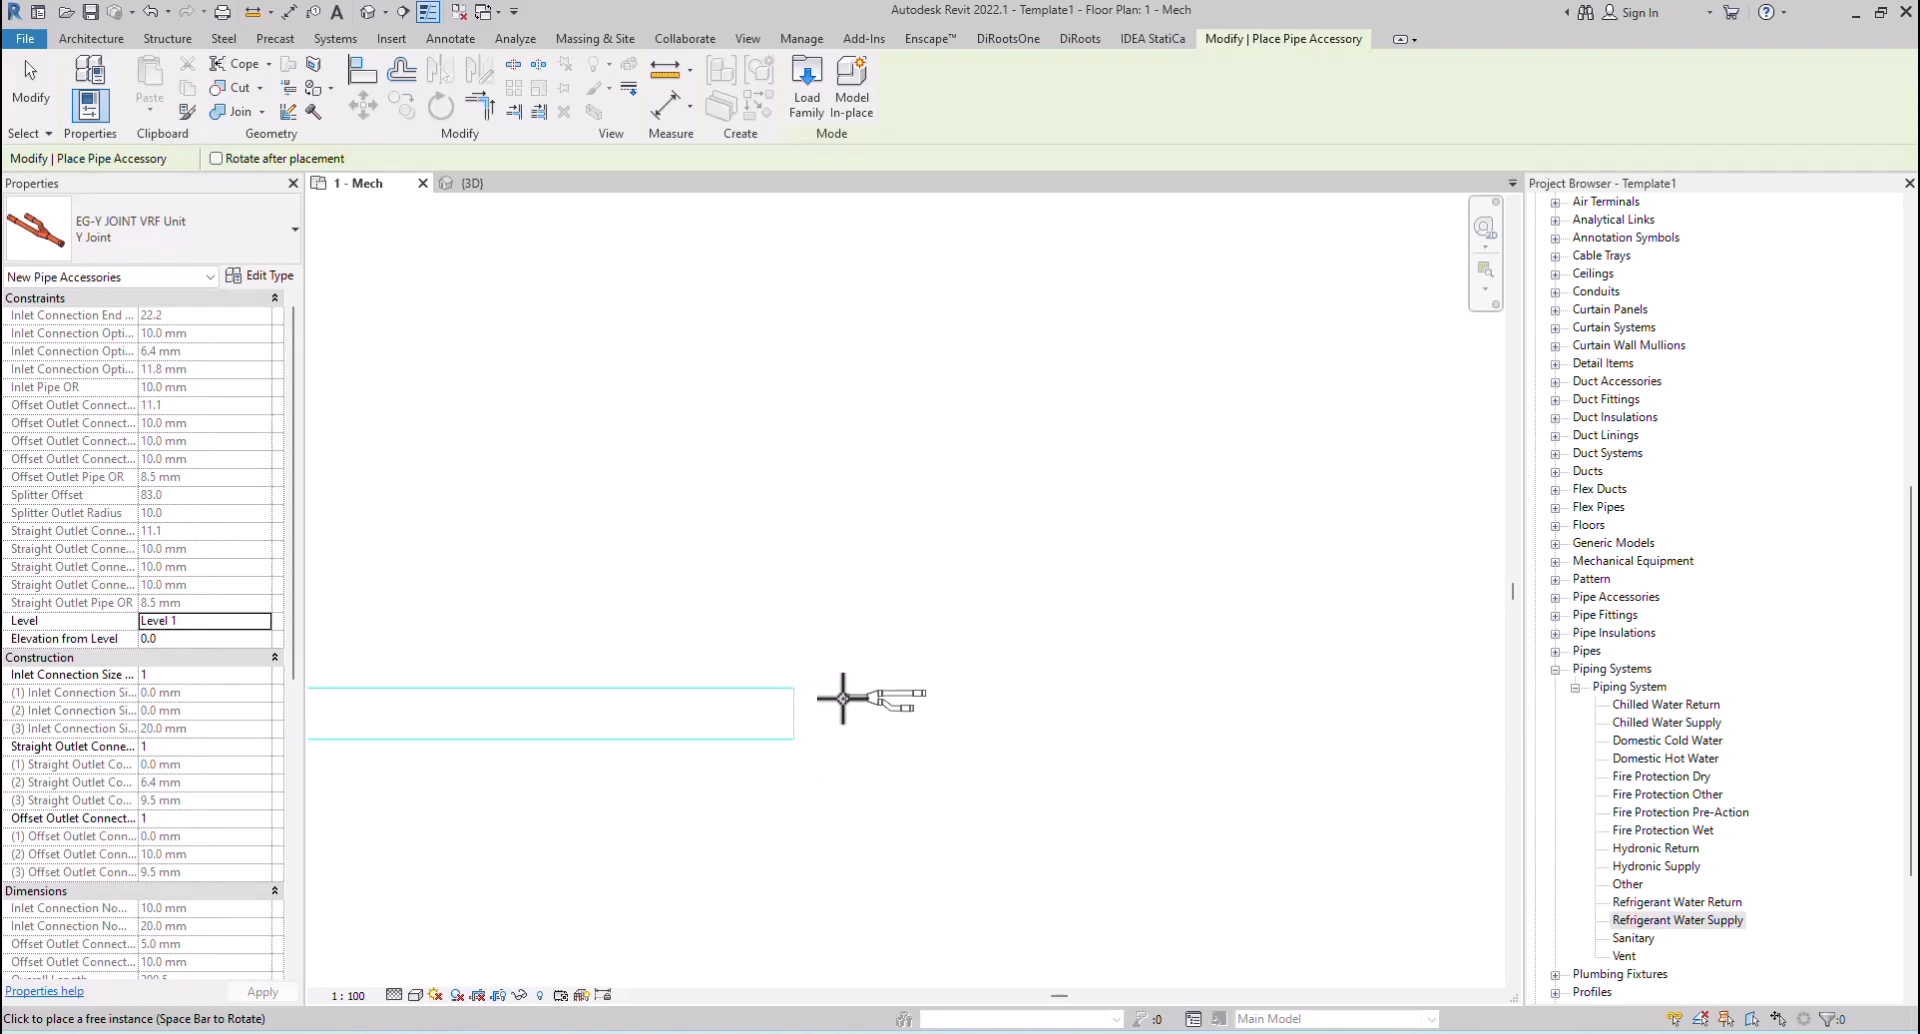 Autodesk Revit 2022.1 - Template1 - Floor Plan: 1 - Mech
Sign In
File Architecture Structure Steel Precast Systems Insert Annotate Analyze Massing & Site Collaborate View Manage Add-Ins Enscape™ DiRootsOne DiRoots IDEA StatiCa Modify | Place Pipe Accessory
Modify
Paste
Cope
Cut
Join
Load Family
Model In-place
Select Properties Clipboard Geometry Modify View Measure Create Mode
Modify | Place Pipe Accessory
Rotate after placement
Properties
1 - Mech
{3D}
Project Browser - Template1
EG-Y JOINT VRF Unit
Y Joint
New Pipe Accessories
Edit Type
Constraints
Inlet Connection End ... 22.2
Inlet Connection Opti... 10.0 mm
Inlet Connection Opti... 6.4 mm
Inlet Connection Opti... 11.8 mm
Inlet Pipe OR 10.0 mm
Offset Outlet Connect... 11.1
Offset Outlet Connect... 10.0 mm
Offset Outlet Connect... 10.0 mm
Offset Outlet Connect... 10.0 mm
Offset Outlet Pipe OR 8.5 mm
Splitter Offset 83.0
Splitter Outlet Radius 10.0
Straight Outlet Conne... 11.1
Straight Outlet Conne... 10.0 mm
Straight Outlet Conne... 10.0 mm
Straight Outlet Conne... 10.0 mm
Straight Outlet Pipe OR 8.5 mm
Level Level 1
Elevation from Level 0.0
Construction
Inlet Connection Size ... 1
(1) Inlet Connection Si... 0.0 mm
(2) Inlet Connection Si... 0.0 mm
(3) Inlet Connection Si... 20.0 mm
Straight Outlet Conne... 1
(1) Straight Outlet Co... 0.0 mm
(2) Straight Outlet Co... 6.4 mm
(3) Straight Outlet Co... 9.5 mm
Offset Outlet Connect... 1
(1) Offset Outlet Conn... 0.0 mm
(2) Offset Outlet Conn... 10.0 mm
(3) Offset Outlet Conn... 9.5 mm
Dimensions
Inlet Connection No... 10.0 mm
Inlet Connection No... 20.0 mm
Offset Outlet Connect... 5.0 mm
Offset Outlet Connect... 10.0 mm
Properties help
Apply
2D
Air Terminals
Analytical Links
Annotation Symbols
Cable Trays
Ceilings
Conduits
Curtain Panels
Curtain Systems
Curtain Wall Mullions
Detail Items
Duct Accessories
Duct Fittings
Duct Insulations
Duct Linings
Duct Systems
Ducts
Flex Ducts
Flex Pipes
Floors
Generic Models
Mechanical Equipment
Pattern
Pipe Accessories
Pipe Fittings
Pipe Insulations
Pipes
Piping Systems
Piping System
Chilled Water Return
Chilled Water Supply
Domestic Cold Water
Domestic Hot Water
Fire Protection Dry
Fire Protection Other
Fire Protection Pre-Action
Fire Protection Wet
Hydronic Return
Hydronic Supply
Other
Refrigerant Water Return
Refrigerant Water Supply
Sanitary
Vent
Plumbing Fixtures
Profiles
1 : 100
Click to place a free instance (Space Bar to Rotate)
:0
Main Model
:0